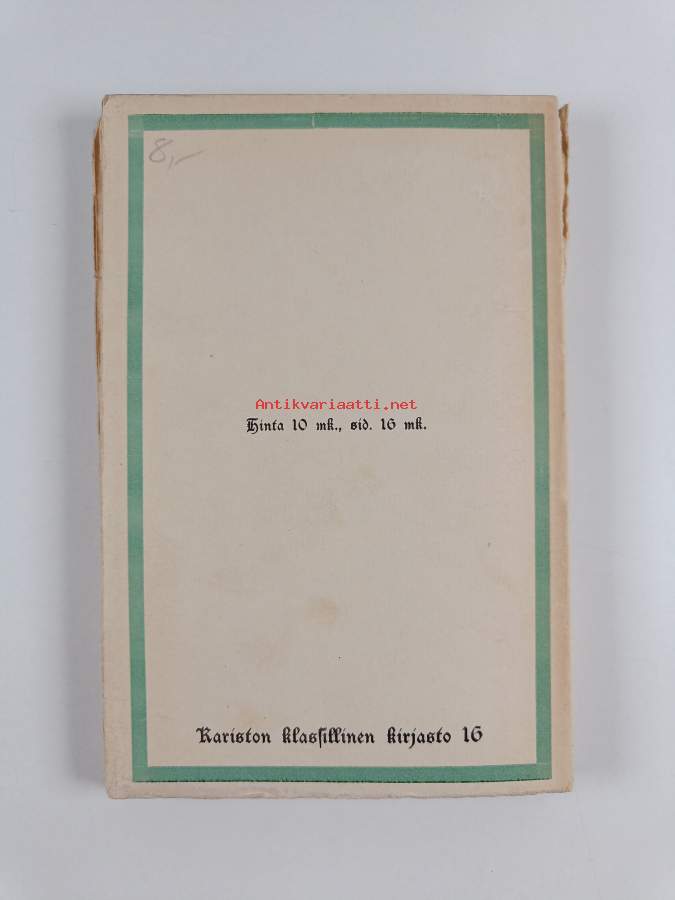 8,-
Antikvariaatti.net
Hinta 10 mk., sid. 16 mk.
Kariston klassillinen kirjasto 16